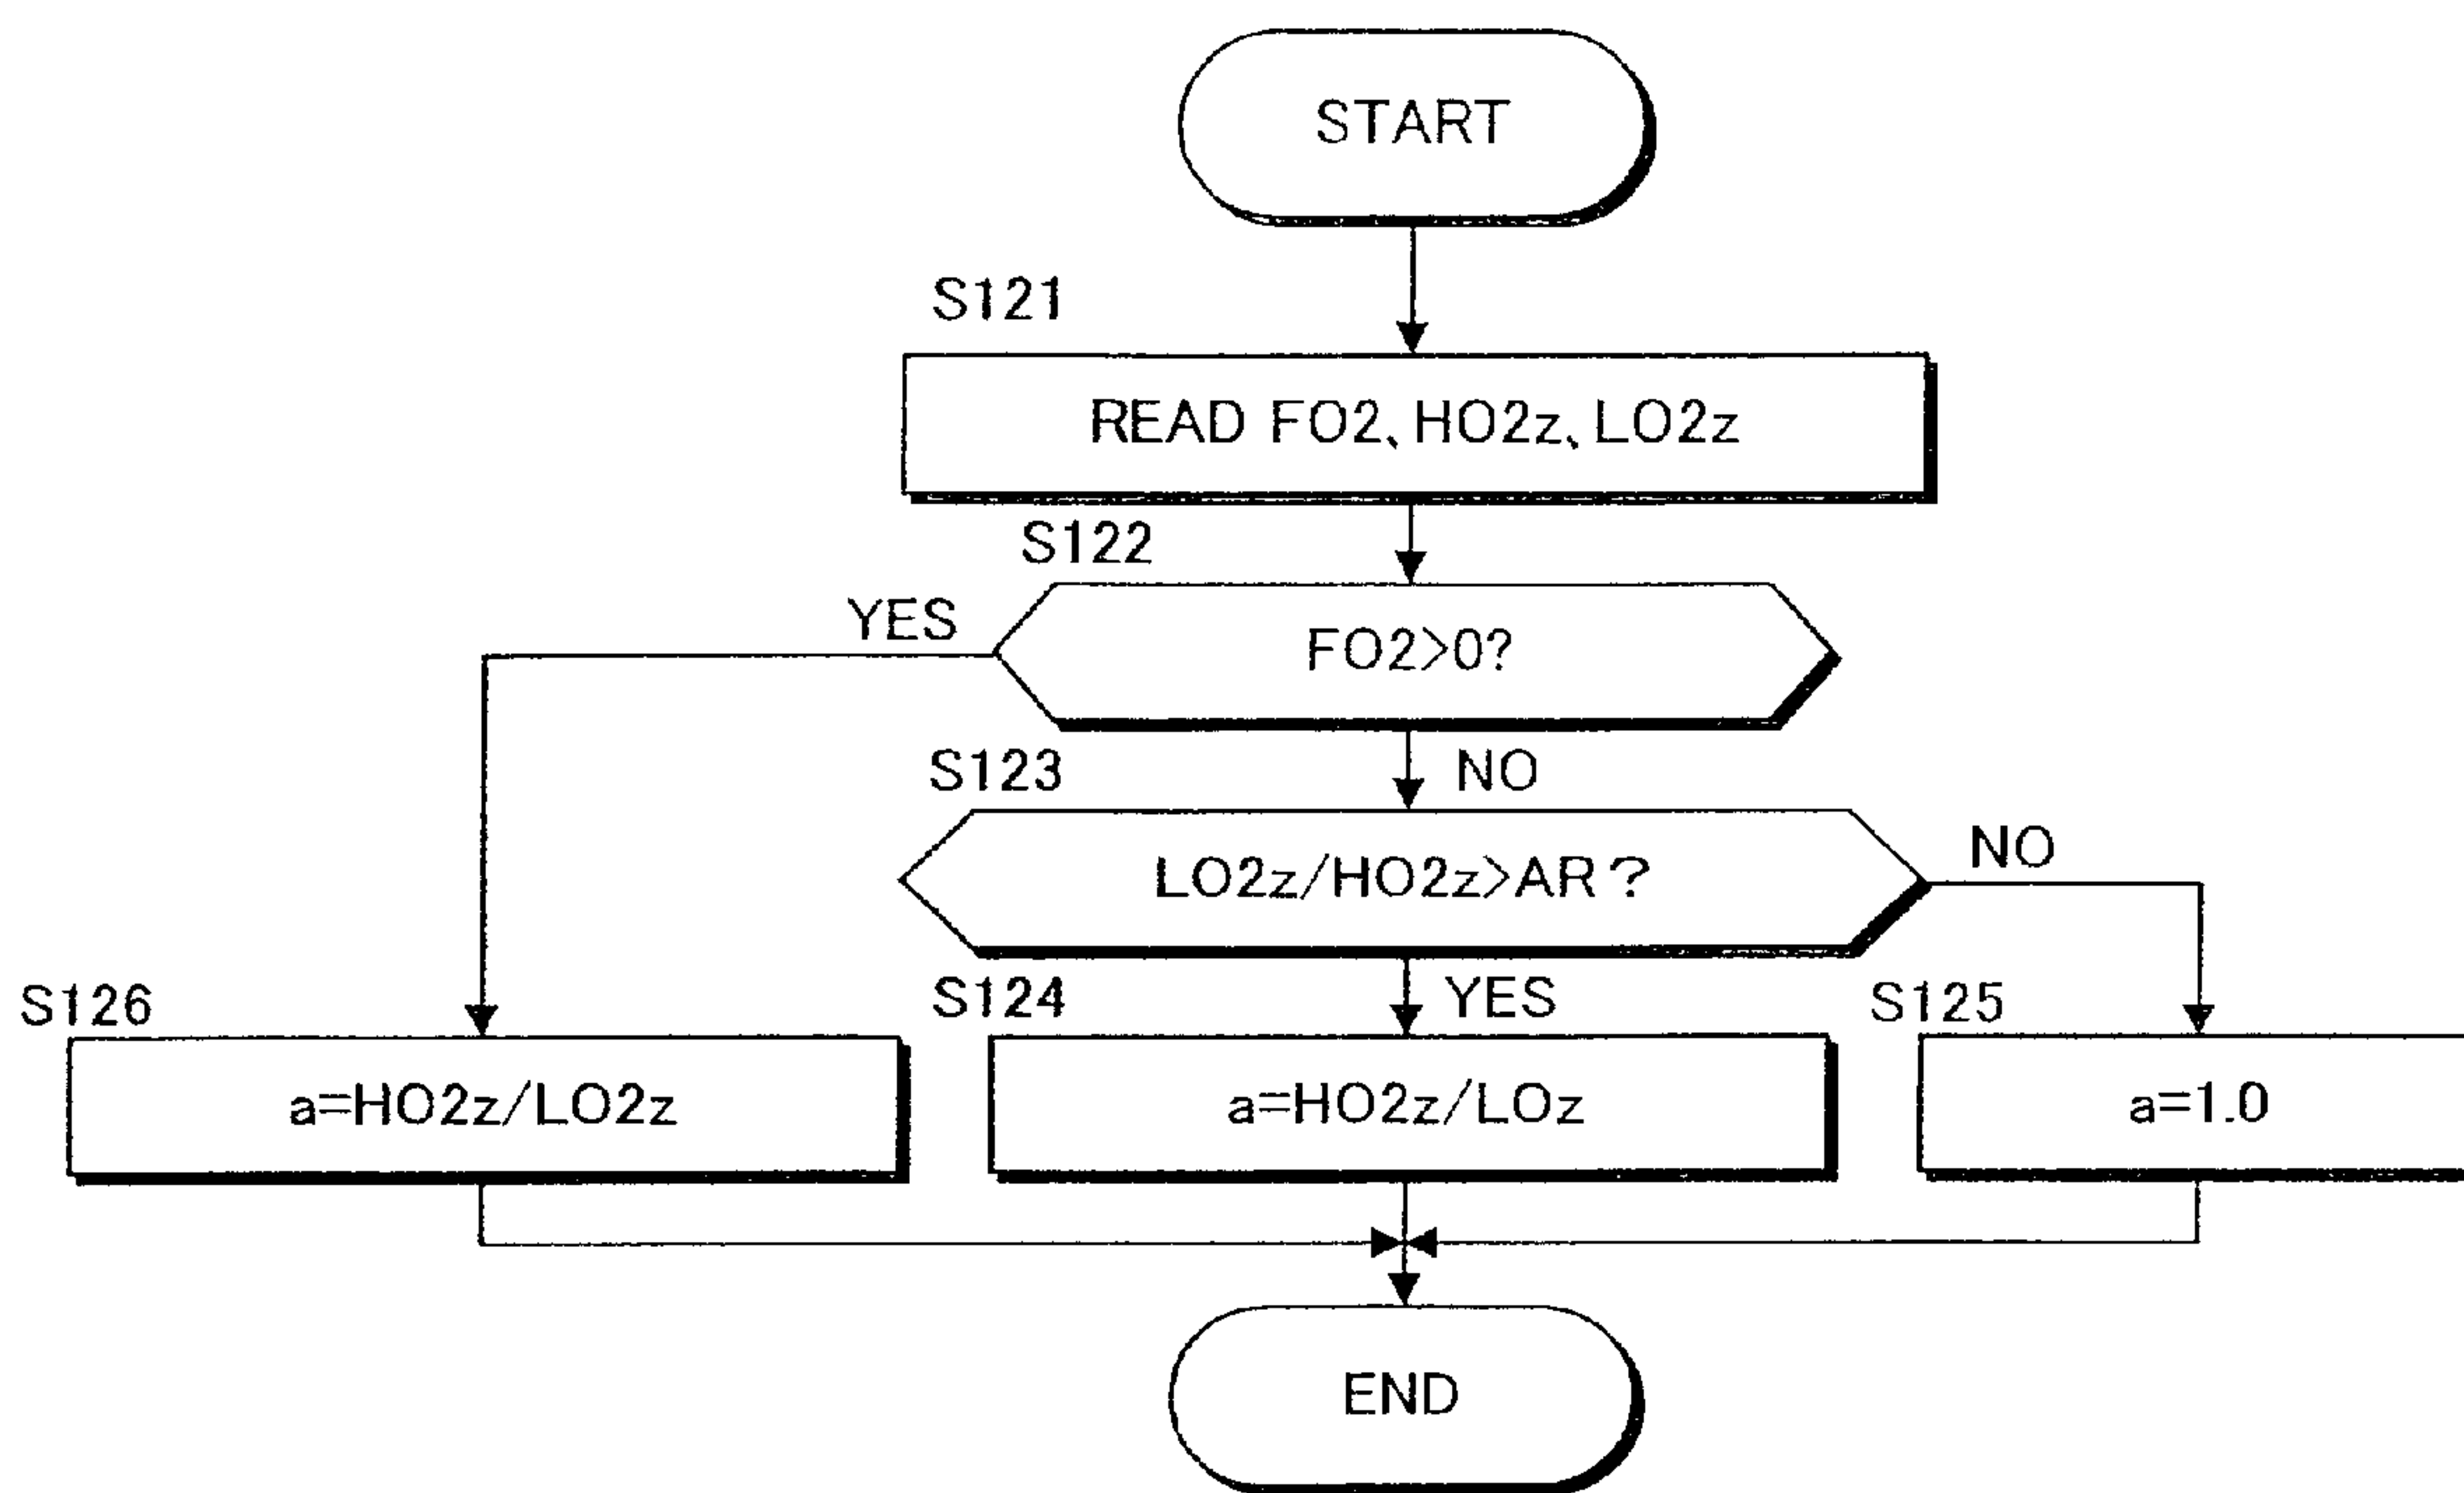 START
S121
READ FO2、HO2z、LO2z
S122
YES
FO2>0?
S123
NO
LO2z/HO2z>AR?
NO
S126
S124
YES
S125
a=HO2z/LO2z
a=HO2z/LOz
a=1.0
END